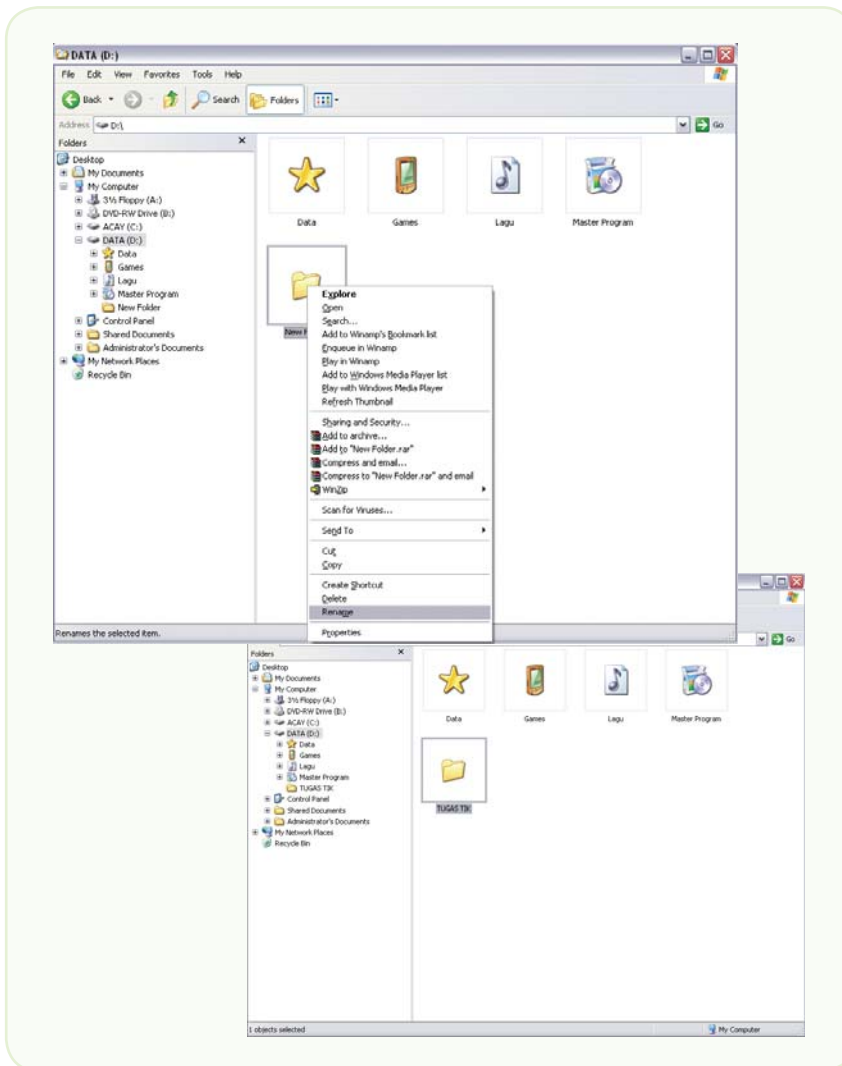 DATA (D:)
File Edit View Favorites Tools Help
Back Search Folders
Address D:\ Go
Folders
Desktop
My Documents
My Computer
3½ Floppy (A:)
DVD-RW Drive (B:)
ACAY (C:)
DATA (D:)
Data
Games
Lagu
Master Program
New Folder
Control Panel
Shared Documents
Administrator's Documents
My Network Places
Recycle Bin
Data Games Lagu Master Program
New
Explore
Open
Search...
Add to Winamp's Bookmark list
Enqueue in Winamp
Play in Winamp
Add to Windows Media Player list
Play with Windows Media Player
Refresh Thumbnail
Sharing and Security...
Add to archive...
Add to "New Folder.rar"
Compress and email...
Compress to "New Folder.rar" and email
WinZip
Scan for Viruses...
Send To
Cut
Copy
Create Shortcut
Delete
Rename
Properties
Renames the selected item.
Go
Folders
Desktop
My Documents
My Computer
3½ Floppy (A:)
DVD-RW Drive (B:)
ACAY (C:)
DATA (D:)
Data
Games
Lagu
Master Program
TUGAS TIK
Control Panel
Shared Documents
Administrator's Documents
My Network Places
Recycle Bin
Data Games Lagu Master Program
TUGAS TIK
1 objects selected My Computer